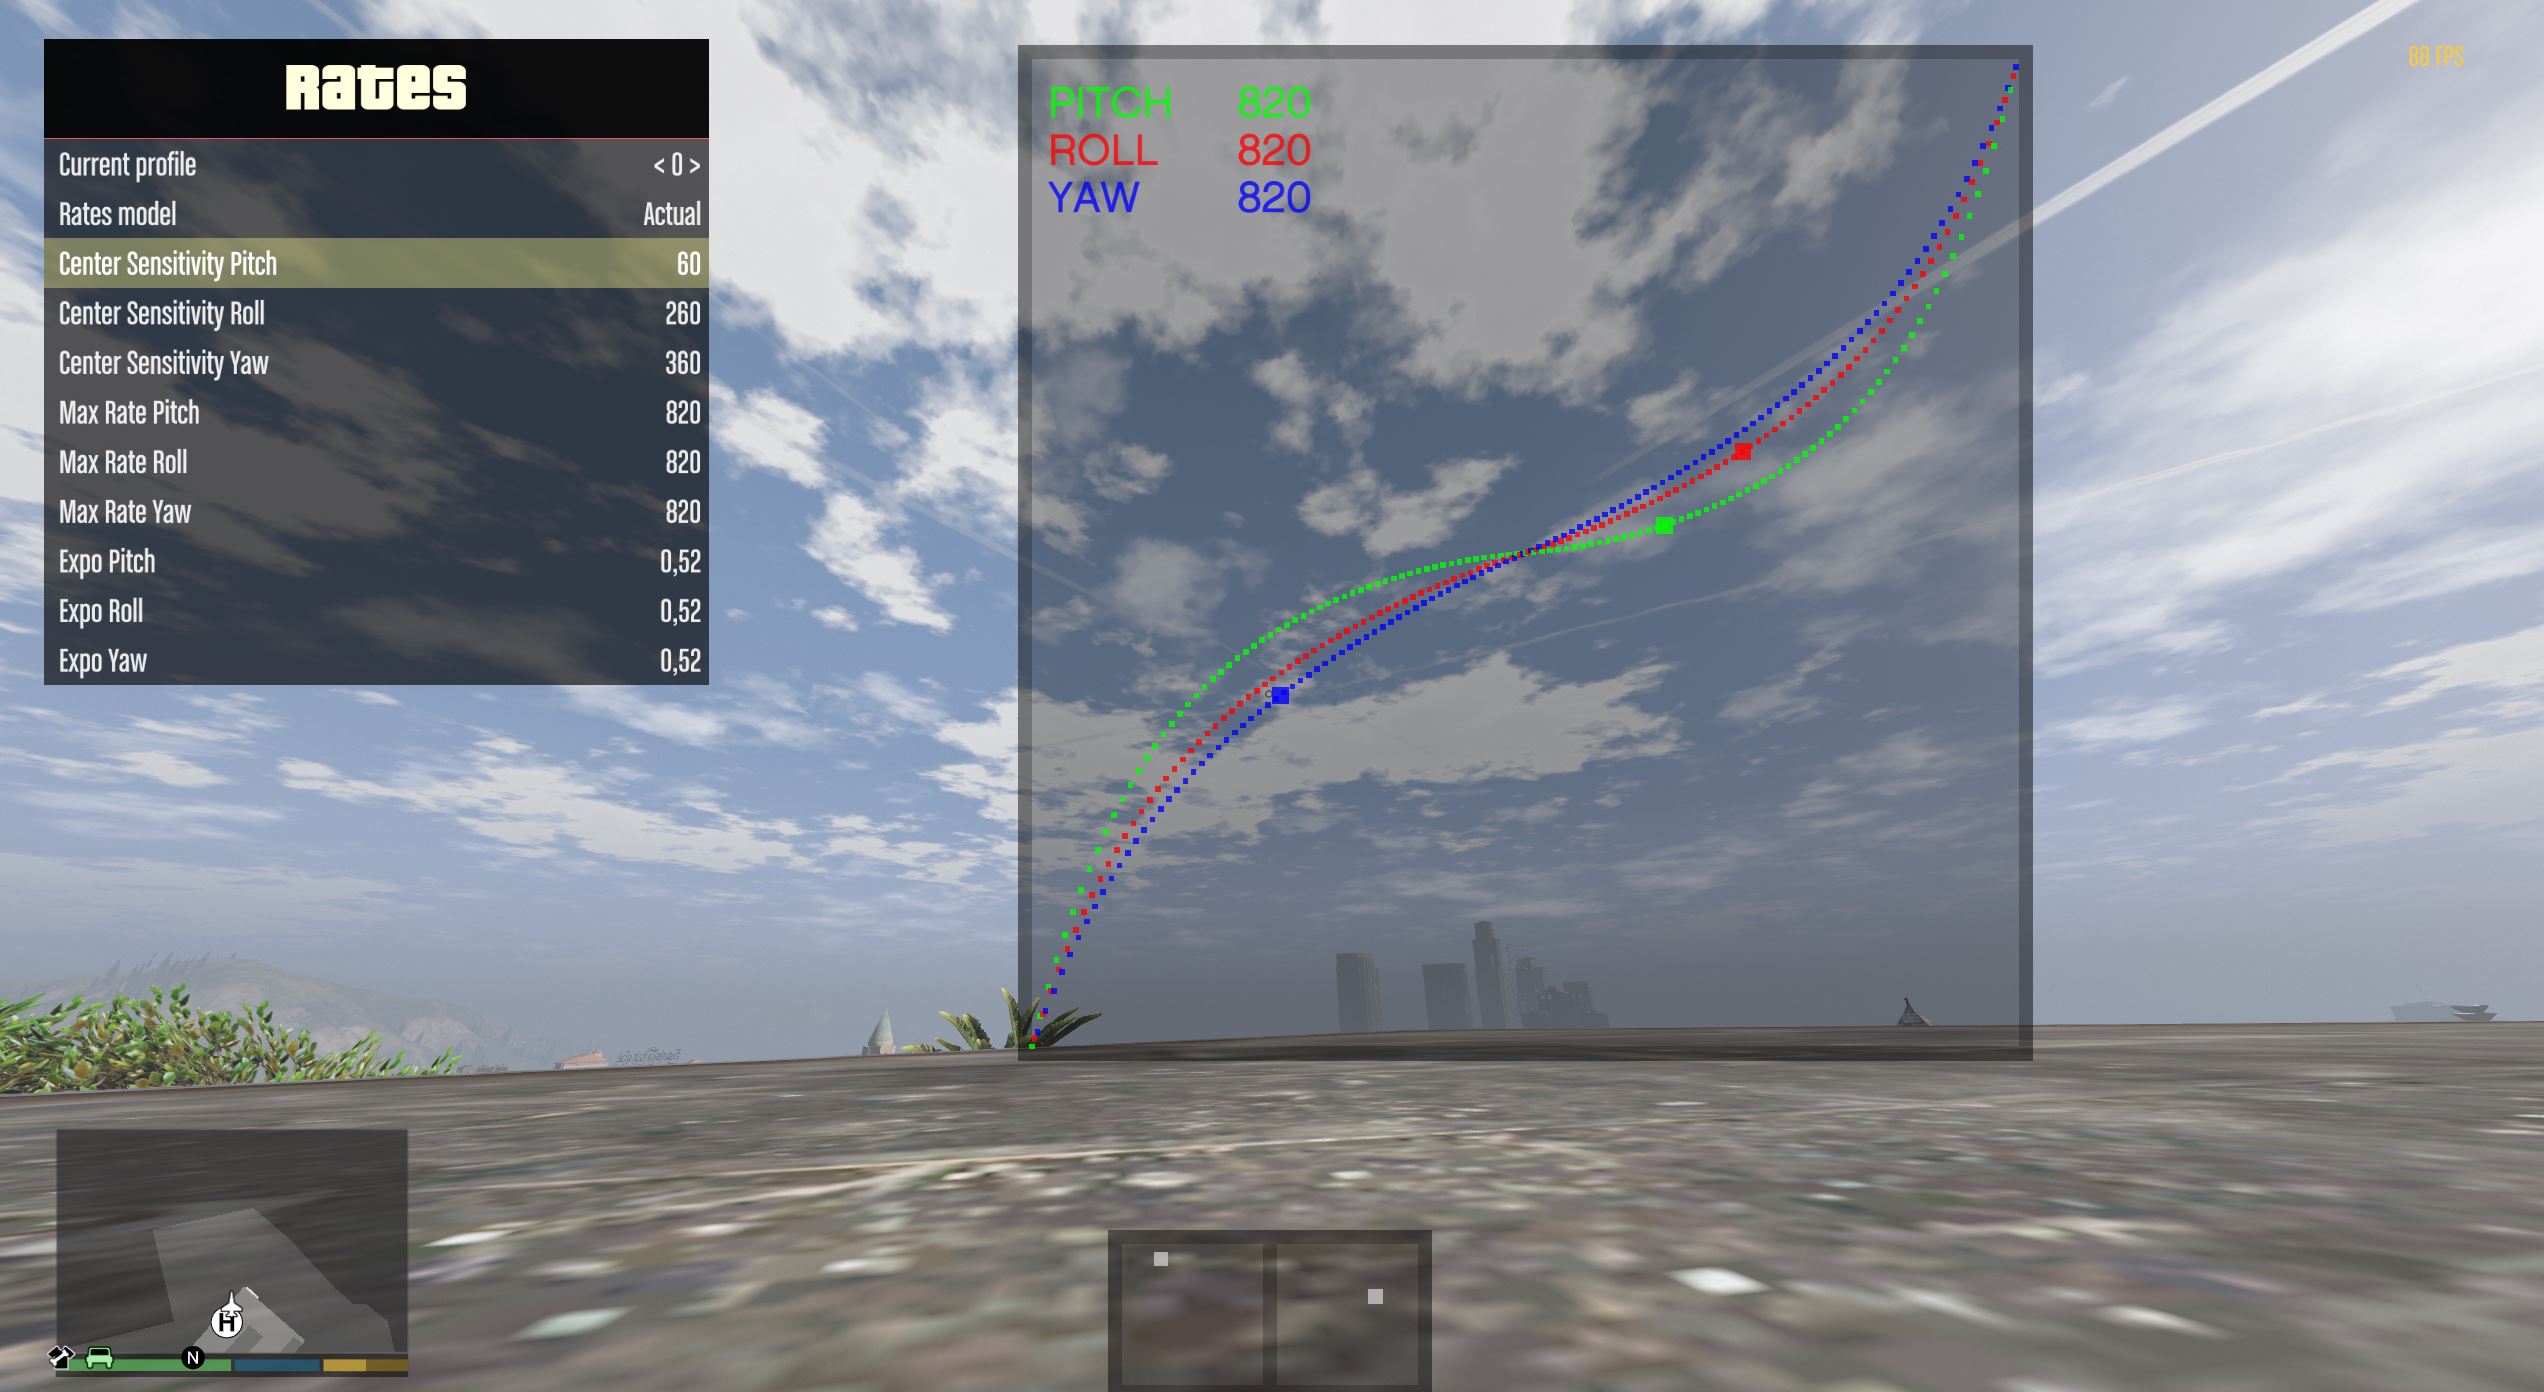 Rates
Current profile < 0 >
Rates model Actual
Center Sensitivity Pitch 60
Center Sensitivity Roll 260
Center Sensitivity Yaw 360
Max Rate Pitch 820
Max Rate Roll 820
Max Rate Yaw 820
Expo Pitch 0,52
Expo Roll 0,52
Expo Yaw 0,52
PITCH 820
ROLL 820
YAW 820
88 FPS
H
N